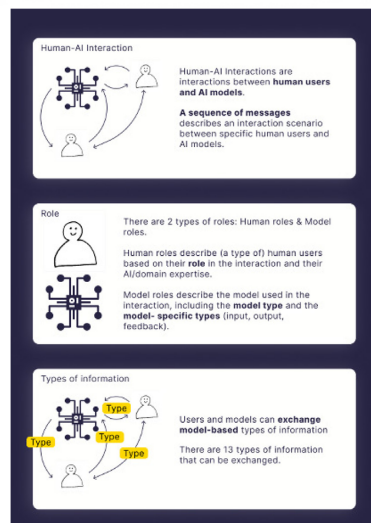 Human-AI Interaction
Human-AI Interactions are
interactions between human users
and AI models.
A sequence of messages
describes an interaction scenario
between specific human users and
AI models.
Role
There are 2 types of roles: Human roles & Model
roles.
Human roles describe (a type of) human users
based on their role in the interaction and their
AI/domain expertise.
Model roles describe the model used in the
interaction, including the model type and the
model- specific types (input, output,
feedback).
Types of information
Type
Type
Type
Type
Users and models can exchange
model-based types of information
There are 13 types of information
that can be exchanged.